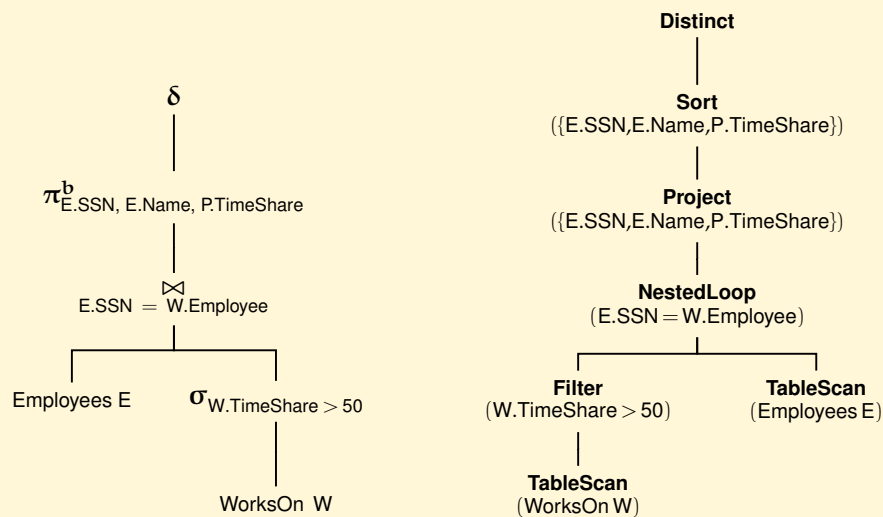 δ
π^b E.SSN, E.Name, P.TimeShare
⋈
E.SSN = W.Employee
Employees E
σ W.TimeShare > 50
WorksOn W
Distinct
Sort
({E.SSN,E.Name,P.TimeShare})
Project
({E.SSN,E.Name,P.TimeShare})
NestedLoop
(E.SSN = W.Employee)
Filter
(W.TimeShare > 50)
TableScan
(WorksOn W)
TableScan
(Employees E)